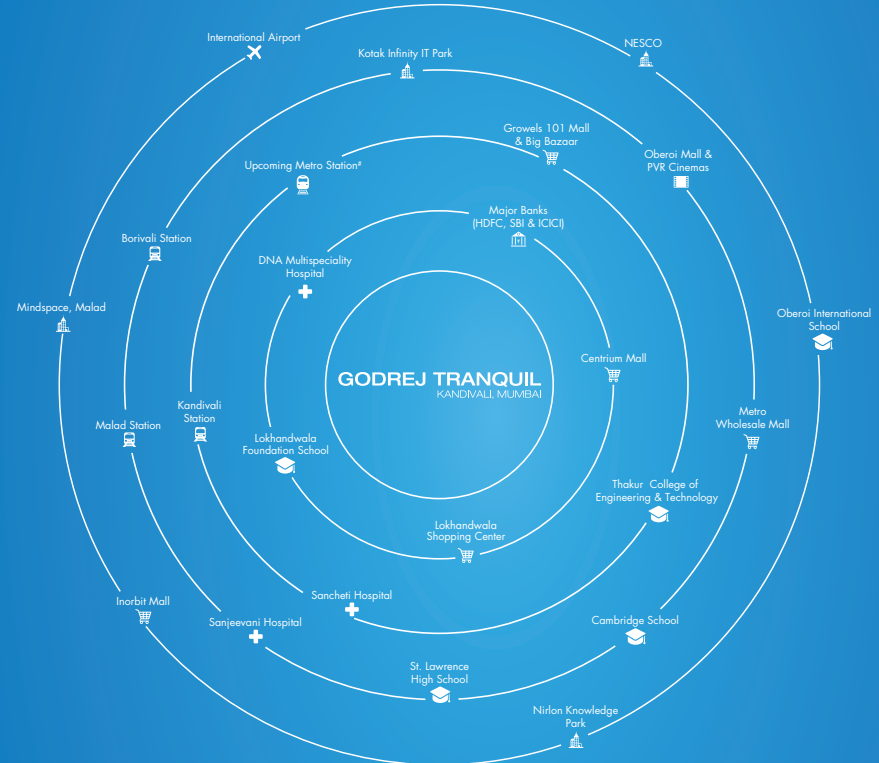 International Airport
NESCO
Kotak Infinity IT Park
Growels 101 Mall
& Big Bazaar
Oberoi Mall &
PVR Cinemas
Upcoming Metro Station#
Major Banks
(HDFC, SBI & ICICI)
Borivali Station
DNA Multispeciality
Hospital
Mindspace, Malad
Oberoi International
School
Centrium Mall
GODREJ TRANQUIL
KANDIVALI, MUMBAI
Kandivali
Station
Metro
Wholesale Mall
Malad Station
Lokhandwala
Foundation School
Thakur College of
Engineering & Technology
Lokhandwala
Shopping Center
Sancheti Hospital
Inorbit Mall
Sanjeevani Hospital
Cambridge School
St. Lawrence
High School
Nirlon Knowledge
Park